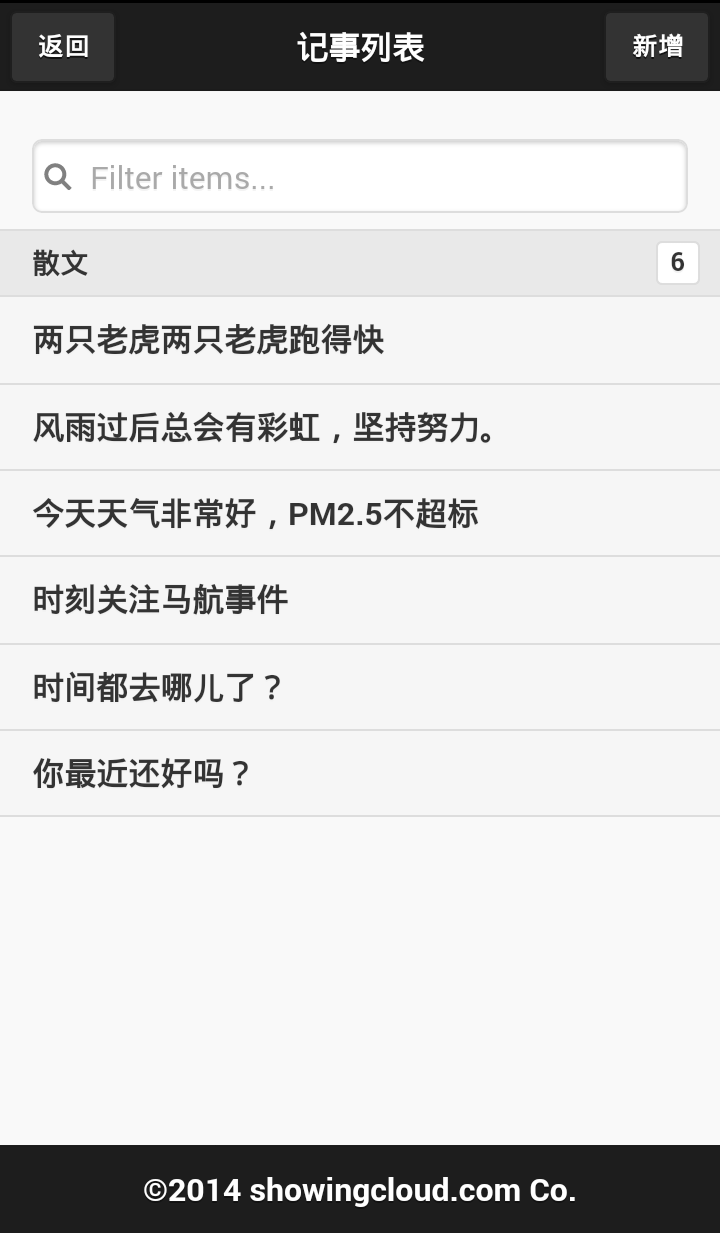 返回
记事列表
新增
Filter items...
散文
6
两只老虎两只老虎跑得快
风雨过后总会有彩虹，坚持努力。
今天天气非常好，PM2.5不超标
时刻关注马航事件
时间都去哪儿了？
你最近还好吗？
©2014 showingcloud.com Co.